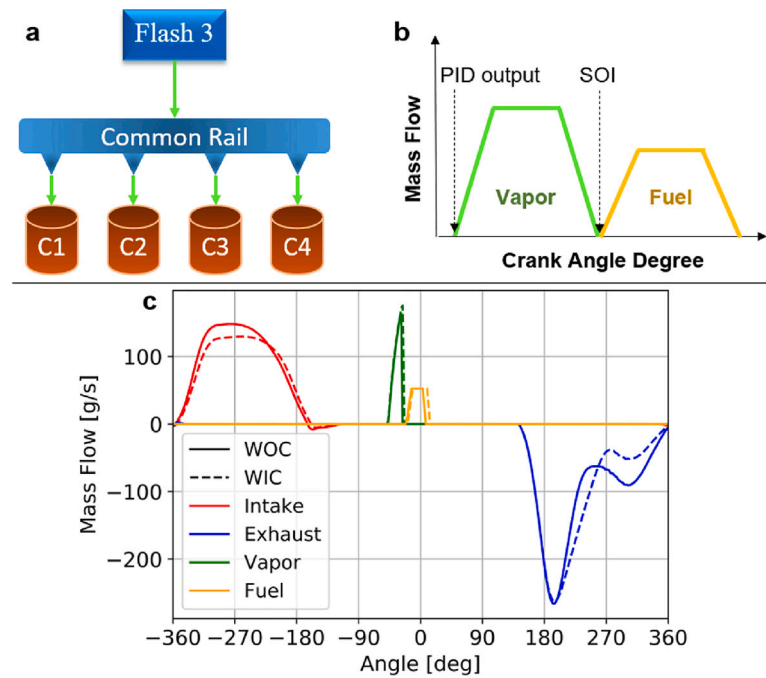 a
Flash 3
Common Rail
C1 C2 C3 C4
b
PID output SOI
Mass Flow
Vapor Fuel
Crank Angle Degree
c
Mass Flow [g/s]
100
0
−100
−200
WOC
WIC
Intake
Exhaust
Vapor
Fuel
−360 −270 −180 −90 0 90 180 270 360
Angle [deg]